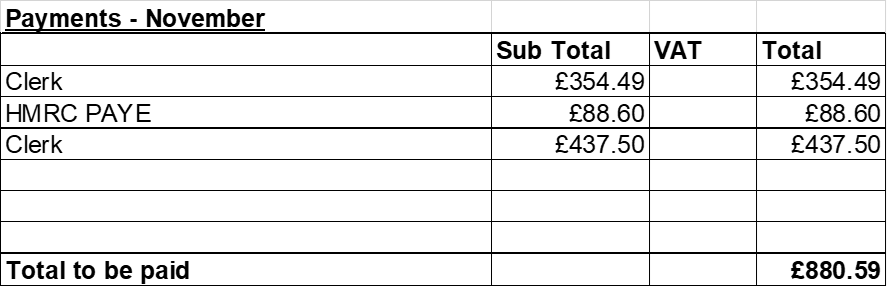 Payments - November
Sub Total VAT Total
Clerk £354.49 £354.49
HMRC PAYE £88.60 £88.60
Clerk £437.50 £437.50
Total to be paid £880.59